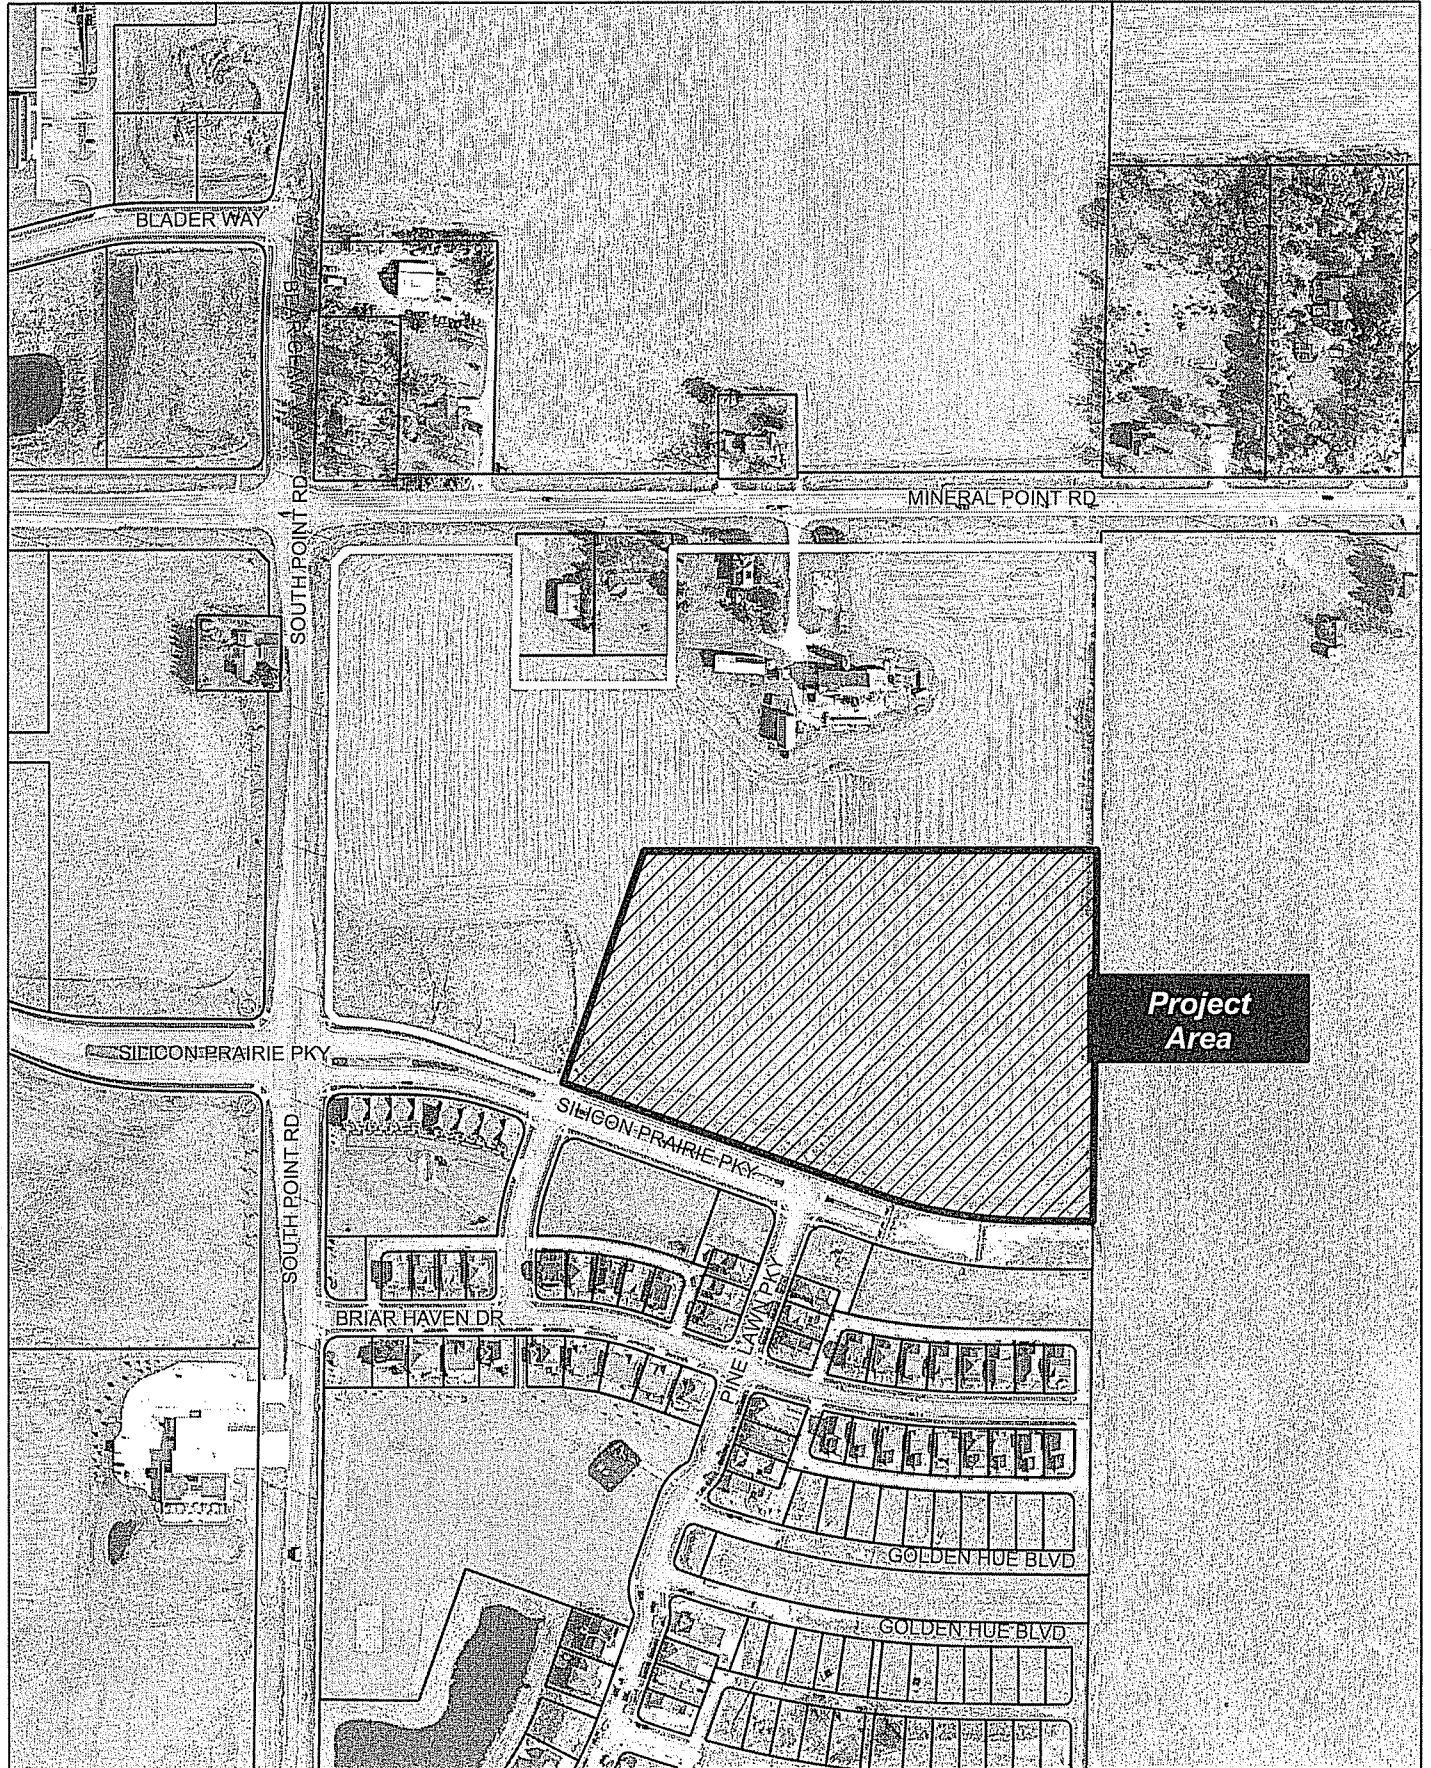 BLADER WAY
SOUTH POINT RD
MINERAL POINT RD
SOUTH POINT RD
Project
Area
SILICON PRAIRIE PKY
SILICON PRAIRIE PKY
BRIAR HAVEN DR
PINE LAWN PKY
GOLDEN HUE BLVD
GOLDEN HUE BLVD